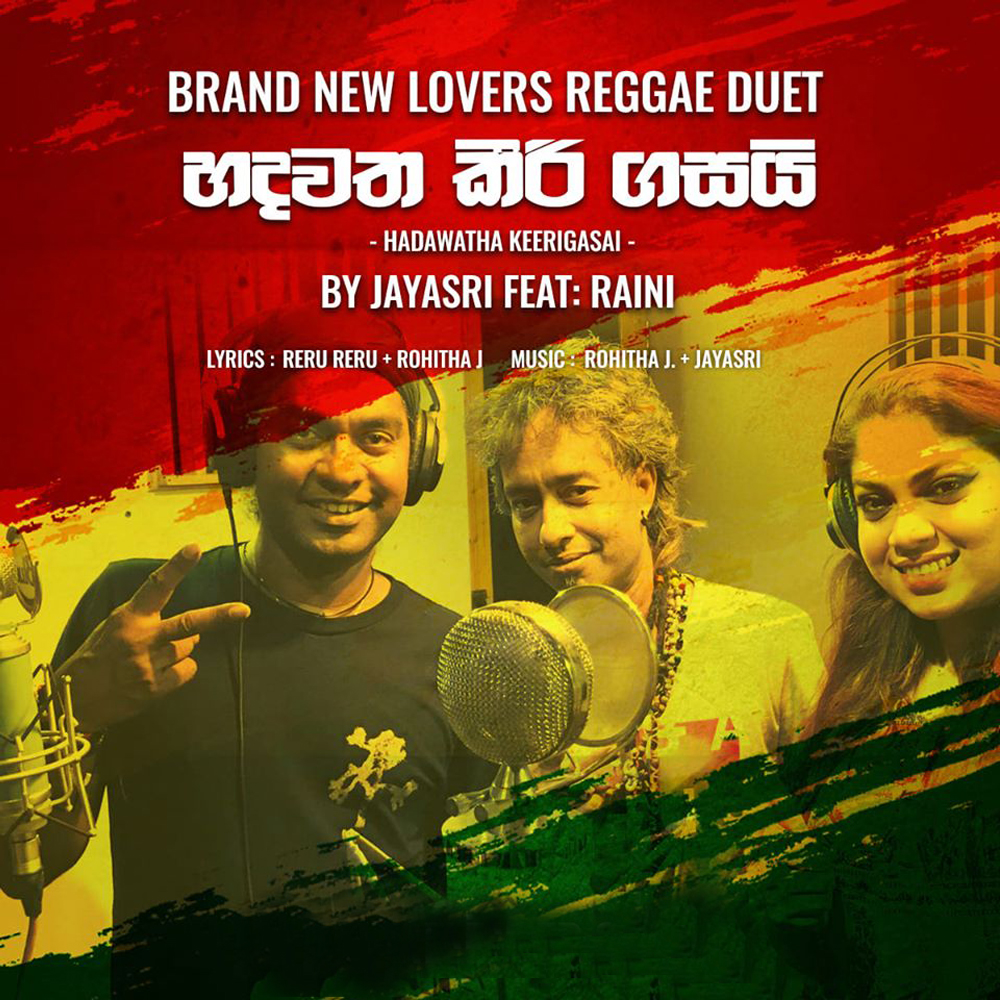 BRAND NEW LOVERS REGGAE DUET
හදවත කීරි ගසයි
- HADAWATHA KEERIGASAI -
BY JAYASRI FEAT: RAINI
LYRICS : RERU RERU + ROHITHA J MUSIC : ROHITHA J. + JAYASRI